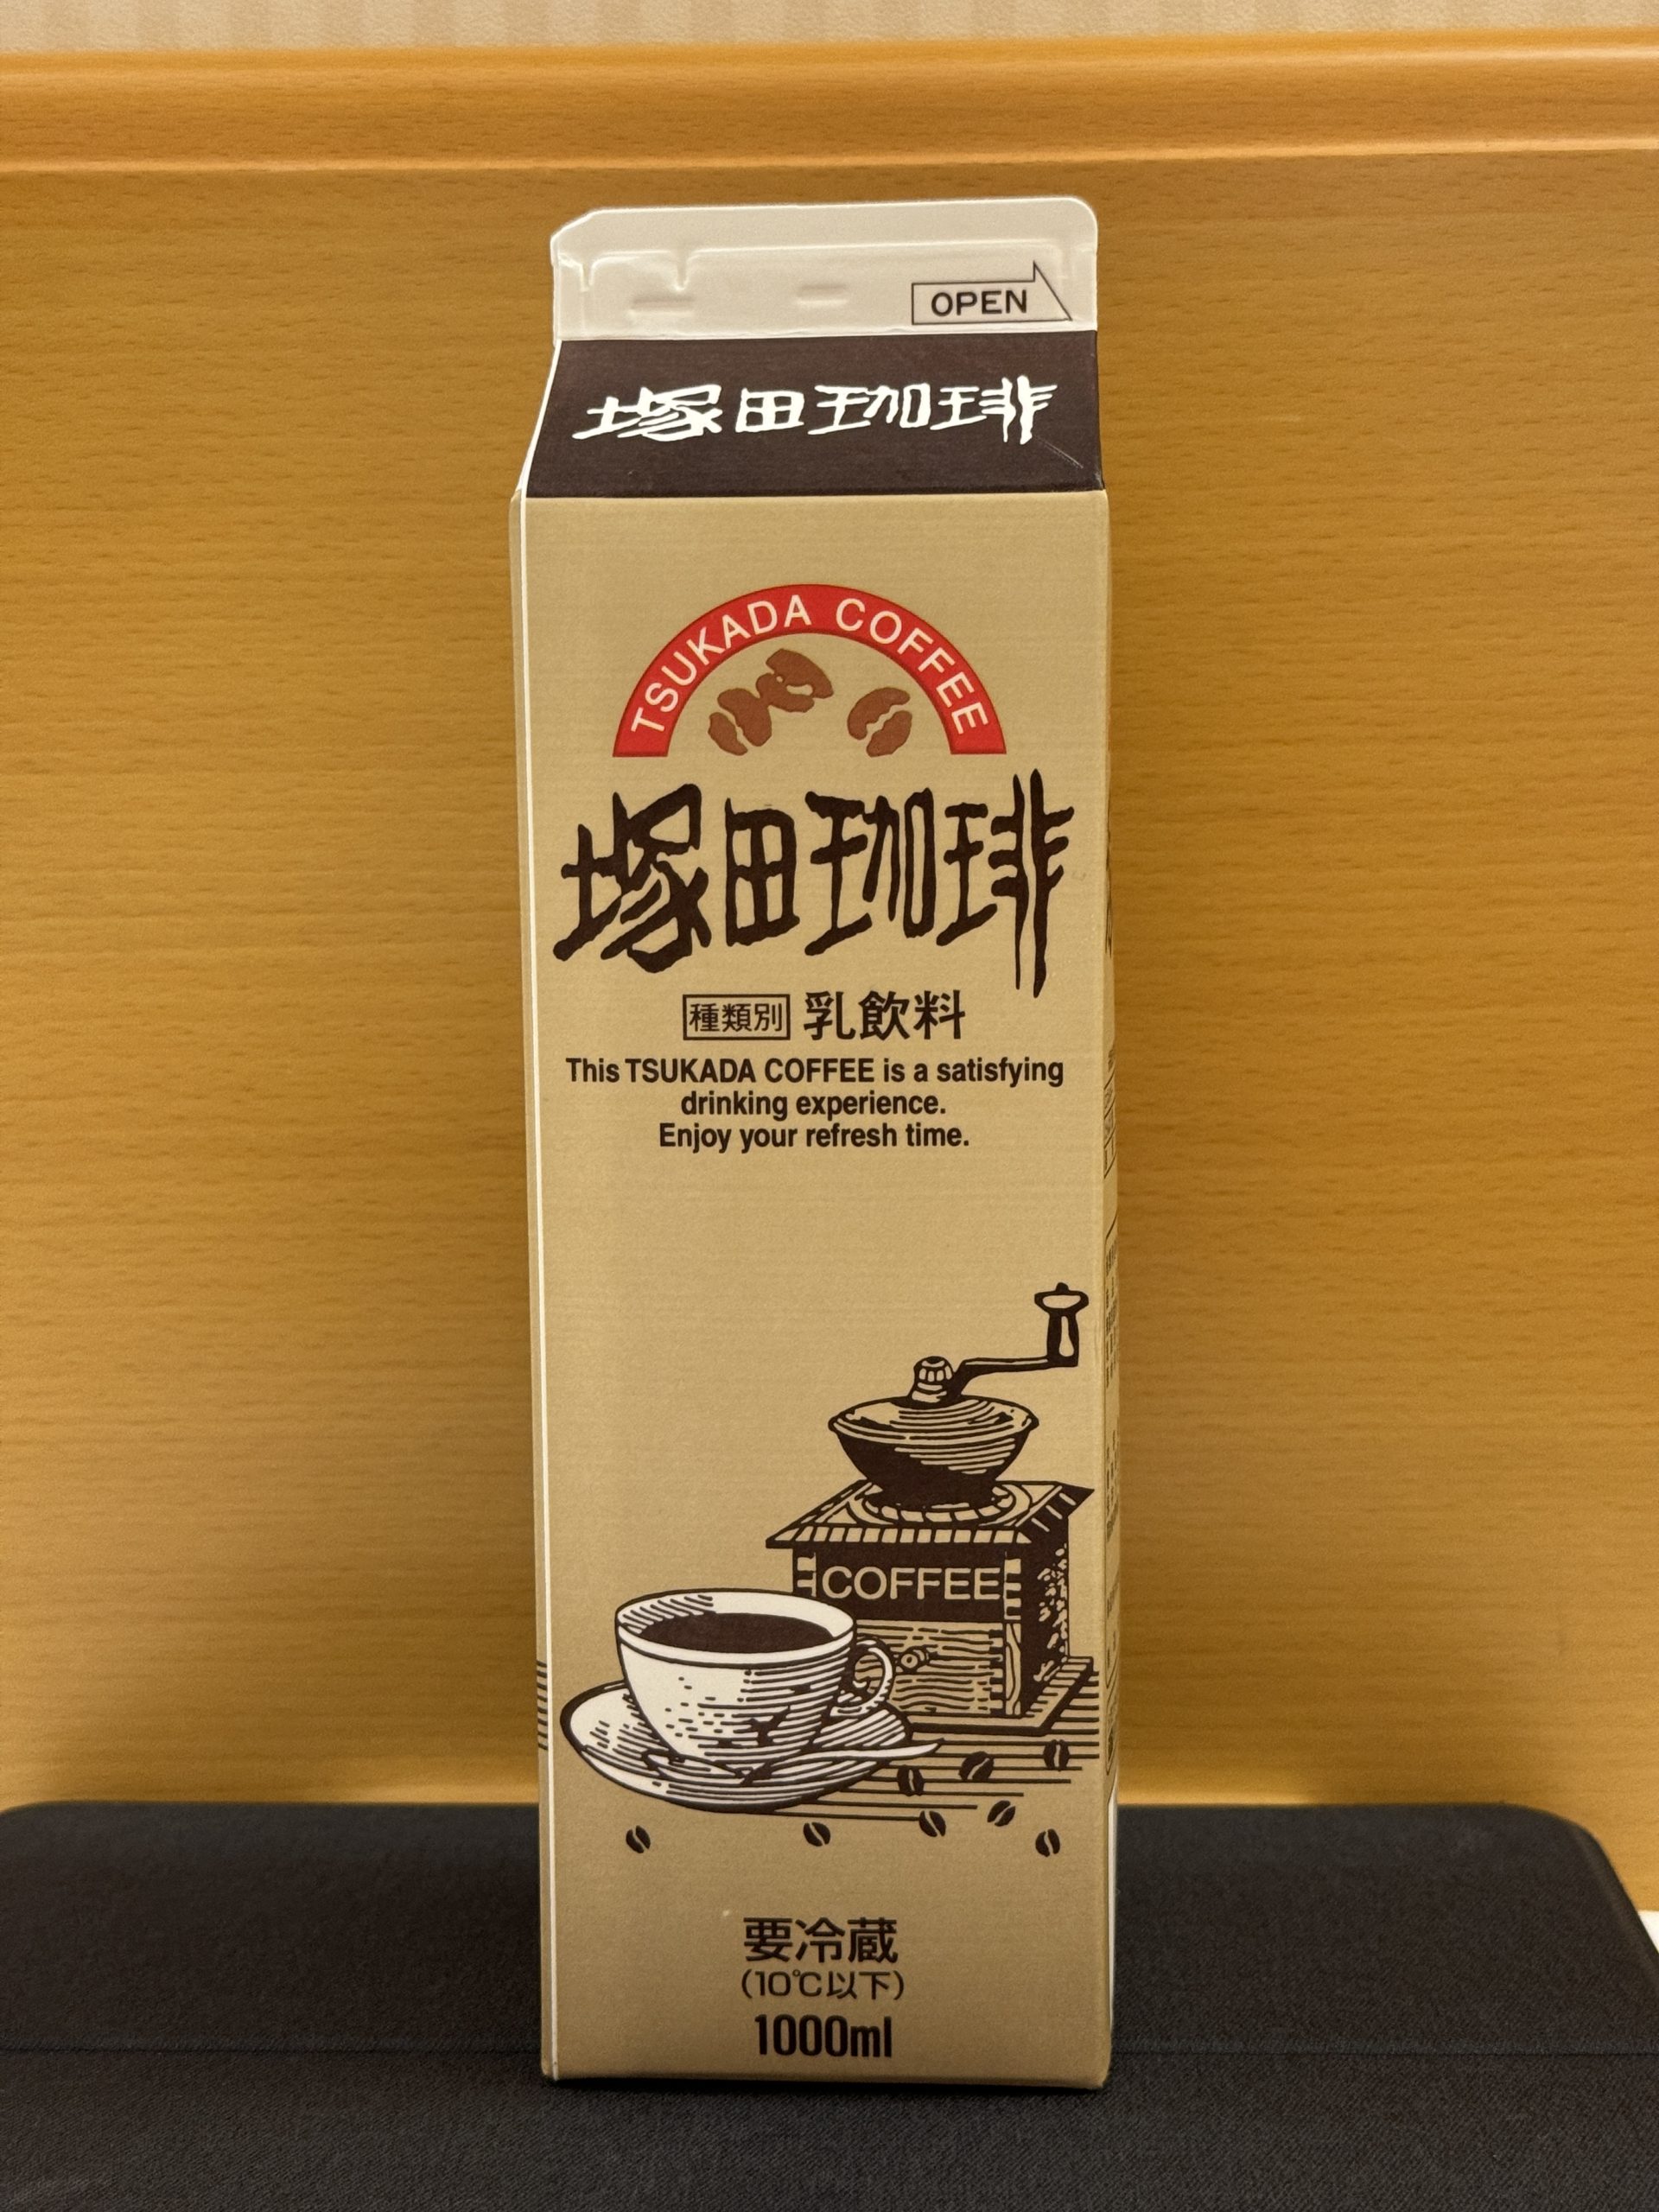 OPEN
塚田珈琲
TSUKADA COFFEE
塚田珈琲
種類別 乳飲料
This TSUKADA COFFEE is a satisfying
drinking experience.
Enjoy your refresh time.
COFFEE
要冷蔵
(10℃以下)
1000ml